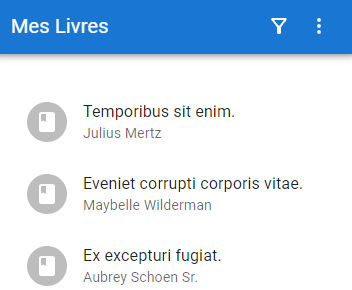 Mes Livres
Temporibus sit enim.
Julius Mertz
Eveniet corrupti corporis vitae.
Maybelle Wilderman
Ex excepturi fugiat.
Aubrey Schoen Sr.